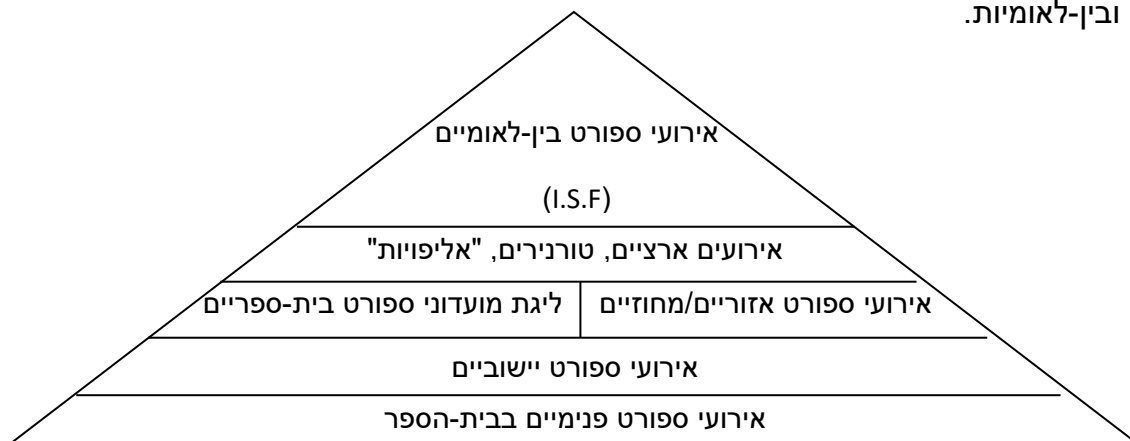 ובין-לאומיות.
אירועי ספורט בין-לאומיים
(I.S.F)
אירועים ארציים, טורנירים, "אליפויות"
אירועי ספורט אזוריים/מחוזיים
ליגת מועדוני ספורט בית-ספריים
אירועי ספורט יישוביים
אירועי ספורט פנימיים בבית-הספר